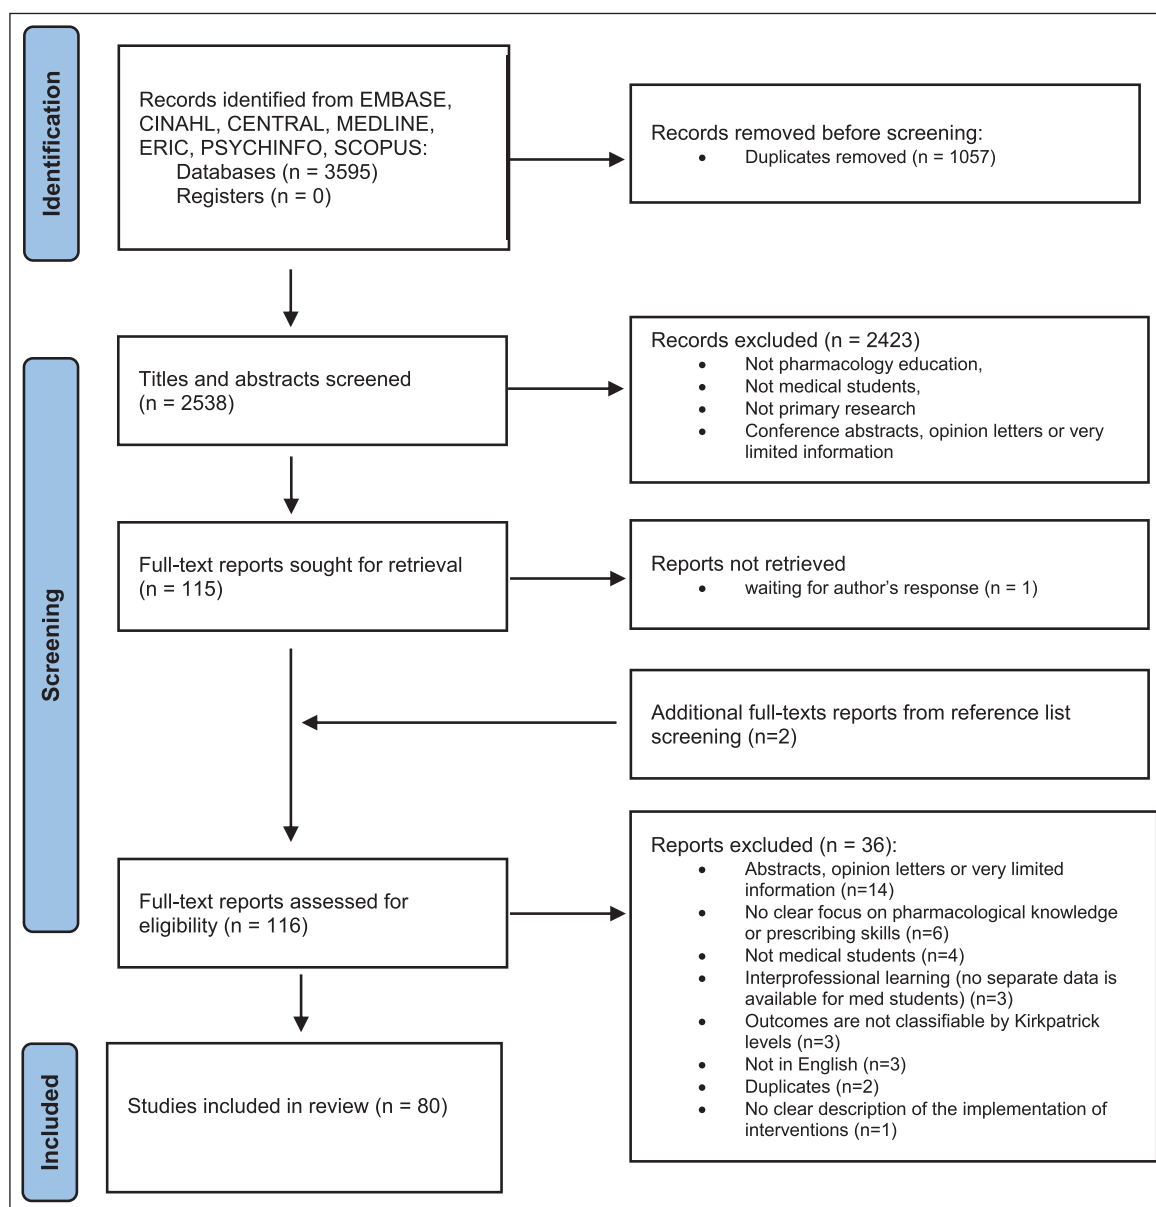 Identification
Records identified from EMBASE,
CINAHL, CENTRAL, MEDLINE,
ERIC, PSYCHINFO, SCOPUS:
Databases (n = 3595)
Registers (n = 0)
Records removed before screening:
• Duplicates removed (n = 1057)
Screening
Titles and abstracts screened
(n = 2538)
Records excluded (n = 2423)
• Not pharmacology education,
• Not medical students,
• Not primary research
• Conference abstracts, opinion letters or very
limited information
Full-text reports sought for retrieval
(n = 115)
Reports not retrieved
• waiting for author's response (n = 1)
Additional full-texts reports from reference list
screening (n=2)
Full-text reports assessed for
eligibility (n = 116)
Reports excluded (n = 36):
• Abstracts, opinion letters or very limited
information (n=14)
• No clear focus on pharmacological knowledge
or prescribing skills (n=6)
• Not medical students (n=4)
• Interprofessional learning (no separate data is
available for med students) (n=3)
• Outcomes are not classifiable by Kirkpatrick
levels (n=3)
• Not in English (n=3)
• Duplicates (n=2)
• No clear description of the implementation of
interventions (n=1)
Included
Studies included in review (n = 80)